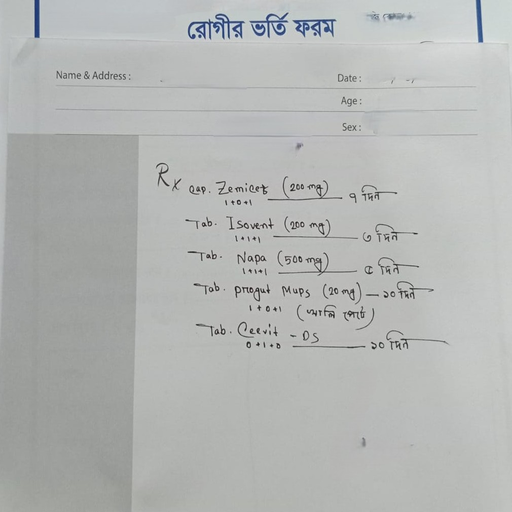 রোগীর ভর্তি ফরম
Name & Address :
Date :
Age :
Sex :
Rx Cap. Zemicef (200 mg) ৭ দিন
1+0+1
Tab. Isovent (200 mg) ৩ দিন
1+1+1
Tab. Napa (500 mg) ৫ দিন
1+1+1
Tab. Progut Mups (20 mg) — ১০ দিন
1+0+1 (খালি পেটে)
Tab. Ceevit - DS ১০ দিন
0+1+0